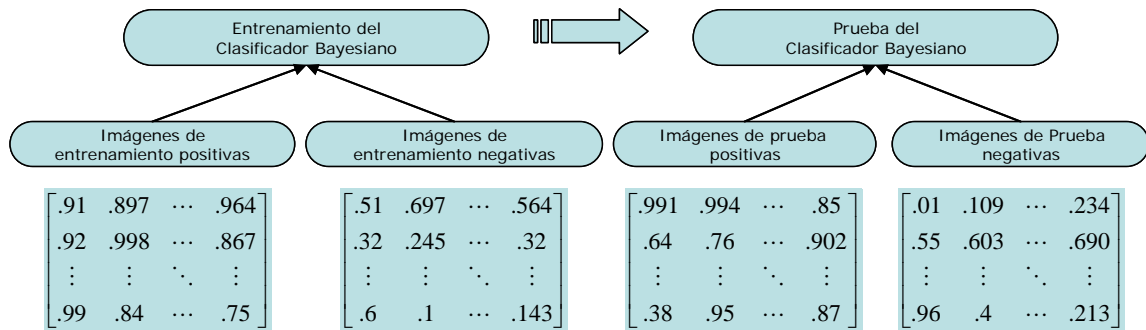 Entrenamiento del
Clasificador Bayesiano
Prueba del
Clasificador Bayesiano
Imágenes de
entrenamiento positivas
Imágenes de
entrenamiento negativas
Imágenes de prueba
positivas
Imágenes de Prueba
negativas
.91 .897 ⋯ .964
.92 .998 ⋯ .867
⋮ ⋮ ⋱ ⋮
.99 .84 ⋯ .75
.51 .697 ⋯ .564
.32 .245 ⋯ .32
⋮ ⋮ ⋱ ⋮
.6 .1 ⋯ .143
.991 .994 ⋯ .85
.64 .76 ⋯ .902
⋮ ⋮ ⋱ ⋮
.38 .95 ⋯ .87
.01 .109 ⋯ .234
.55 .603 ⋯ .690
⋮ ⋮ ⋱ ⋮
.96 .4 ⋯ .213